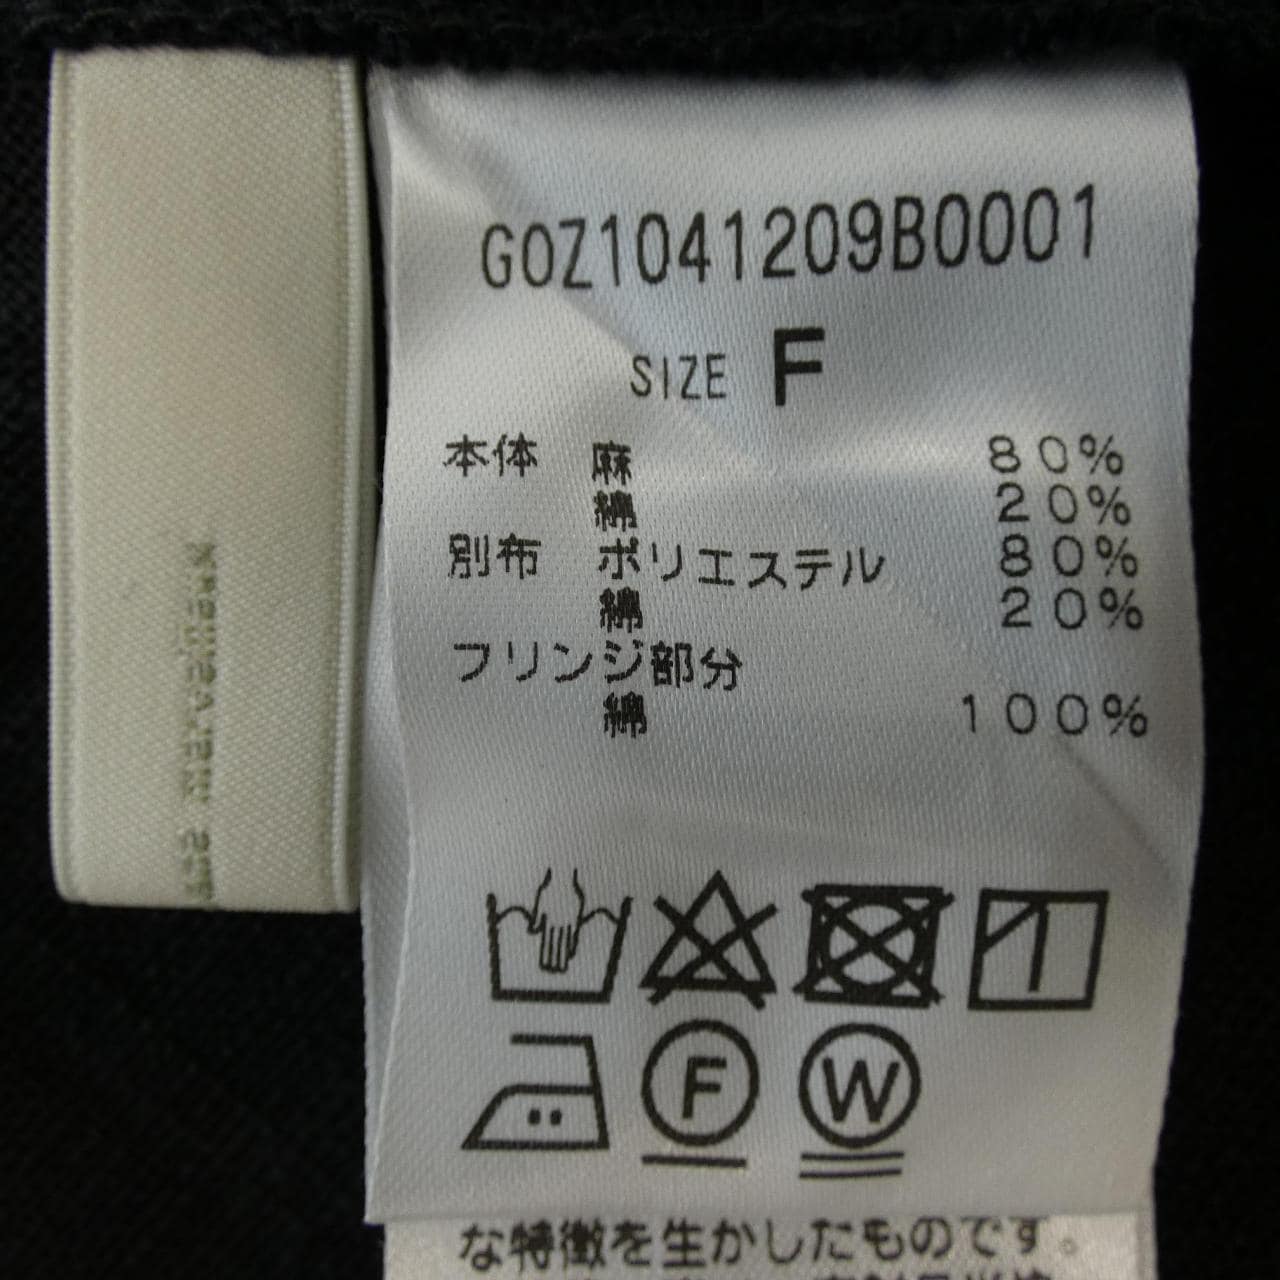 G0Z1041209B0001
SIZE F
本体 麻 80%
綿 20%
別布 ポリエステル 80%
綿 20%
フリンジ部分
綿 100%
F
W
な特徴を生かしたものです。